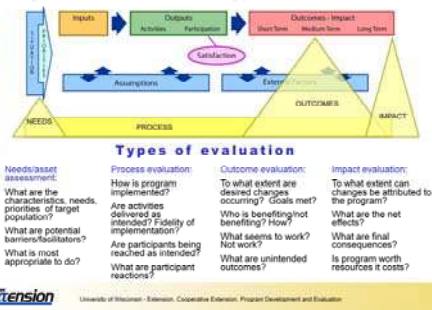 Inputs
Outputs
Activities Participation
Outcomes - Impact
Short Term Medium Term Long Term
SITUATION
PRIORITIES
Satisfaction
Assumptions
External Factors
OUTCOMES
NEEDS
PROCESS
IMPACT
Types of evaluation
Needs/asset
assessment:
What are the
characteristics, needs,
priorities of target
population?
What are potential
barriers/facilitators?
What is most
appropriate to do?
Process evaluation:
How is program
implemented?
Are activities
delivered as
intended? Fidelity of
implementation?
Are participants being
reached as intended?
What are participant
reactions?
Outcome evaluation:
To what extent are
desired changes
occurring? Goals met?
Who is benefiting/not
benefiting? How?
What seems to work?
Not work?
What are unintended
outcomes?
Impact evaluation:
To what extent can
changes be attributed to
the program?
What are the net
effects?
What are final
consequences?
Is program worth
resources it costs?
Extension
University of Wisconsin - Extension, Cooperative Extension, Program Development and Evaluation